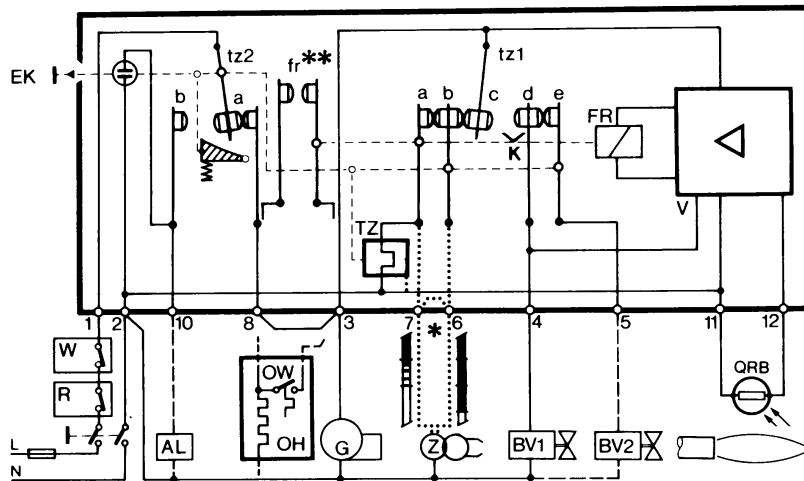 tz2
fr**
tz1
EK
b
a
a
b
c
d
e
FR
K
V
TZ
1
2
10
8
3
7
*
6
4
5
11
12
W
R
L
N
AL
OW
OH
G
Z
BV1
BV2
QRB